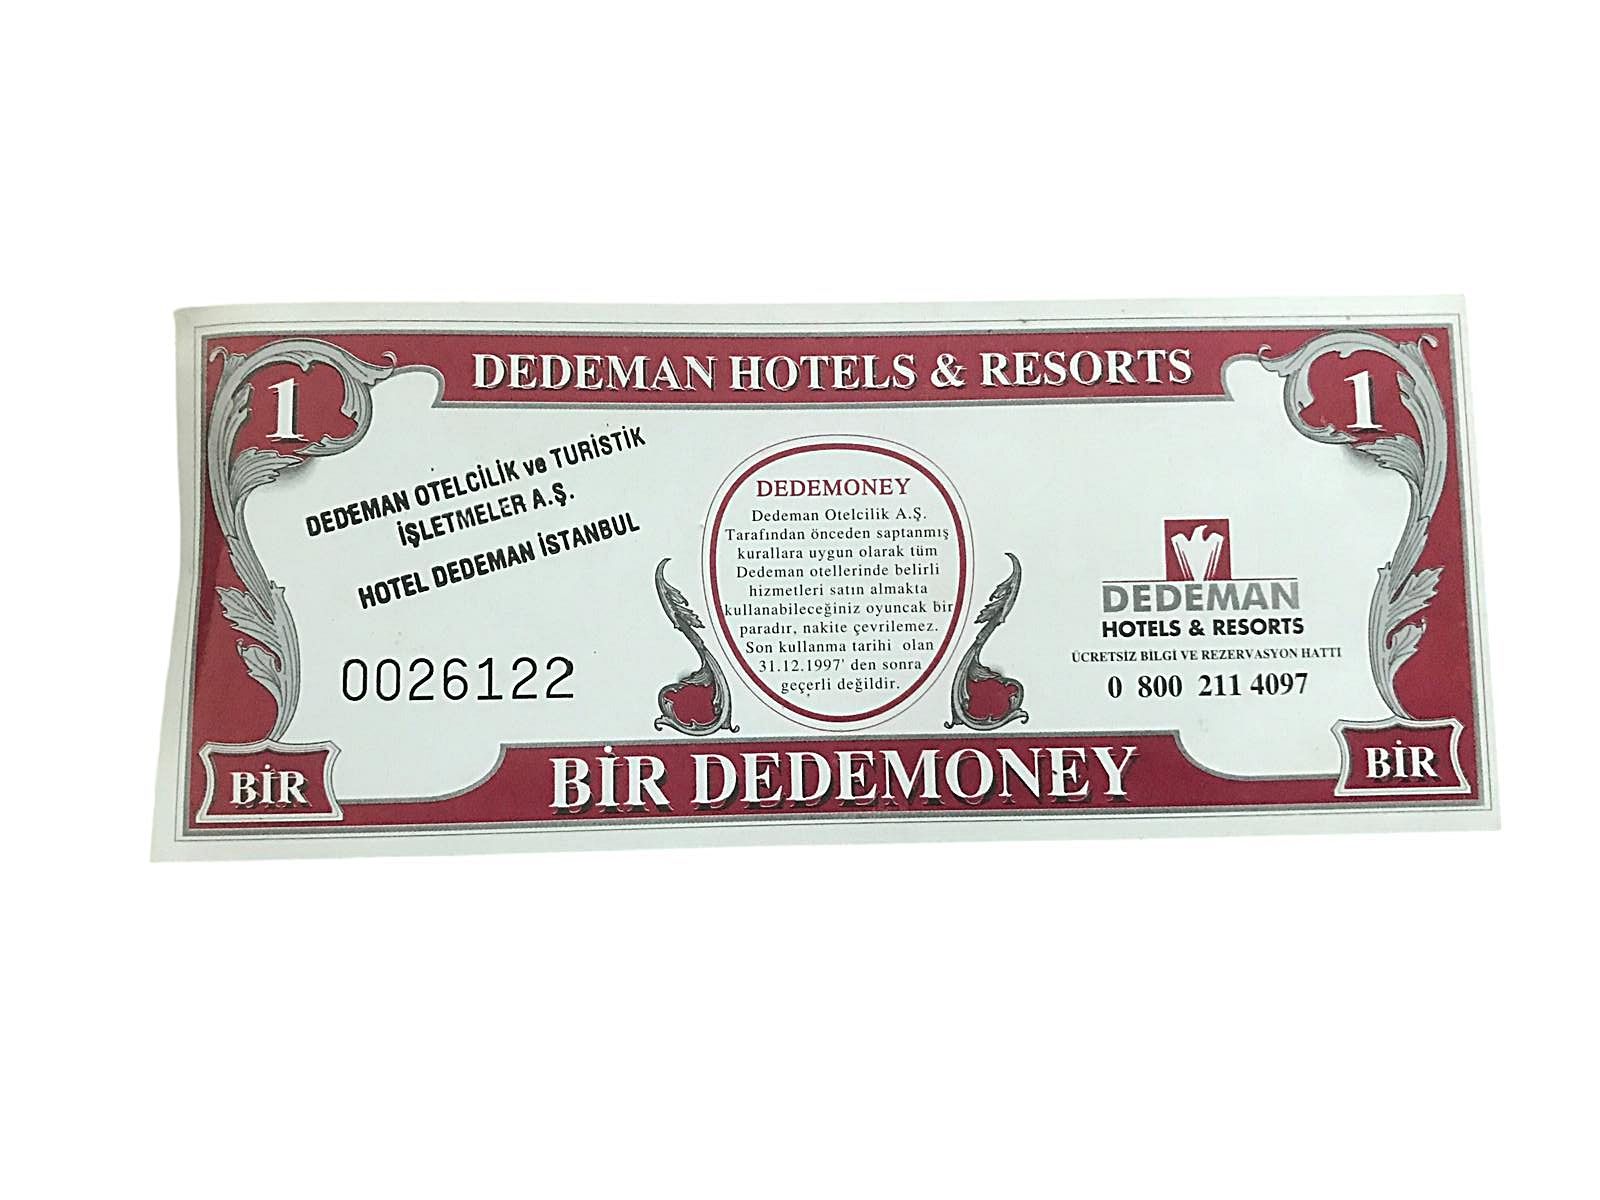 DEDEMAN HOTELS & RESORTS
1
1
DEDEMAN OTELCİLİK ve TURİSTİK
İŞLETMELER A.Ş.
HOTEL DEDEMAN İSTANBUL
0026122
DEDEMONEY
Dedeman Otelcilik A.Ş.
Tarafından önceden saptanmış
kurallara uygun olarak tüm
Dedeman otellerinde belirli
hizmetleri satın almakta
kullanabileceğiniz oyuncak bir
paradır, nakite çevrilemez.
Son kullanma tarihi olan
31.12.1997' den sonra
geçerli değildir.
DEDEMAN
HOTELS & RESORTS
ÜCRETSİZ BİLGİ VE REZERVASYON HATTI
0 800 211 4097
BİR
BİR DEDEMONEY
BİR